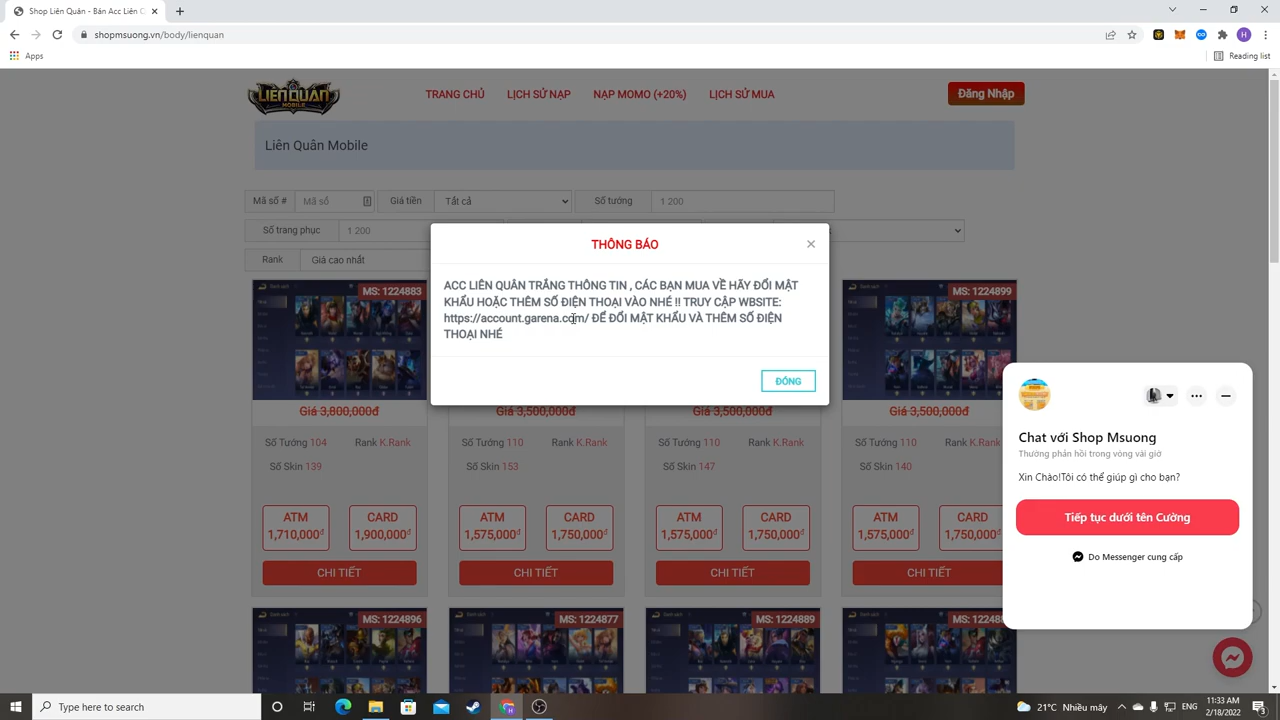 Shop Liên Quân - Bán Acc Liên C
shopmsuong.vn/body/lienquan
Apps
Reading list
LIÊN QUÂN
MOBILE
TRANG CHỦ
LỊCH SỬ NẠP
NẠP MOMO (+20%)
LỊCH SỬ MUA
Đăng Nhập
Liên Quân Mobile
Mã số #
Mã số
Giá tiền
Tất cả
Số tướng
1 200
Số trang phục
1 200
Rank
Giá cao nhất
THÔNG BÁO
×
ACC LIÊN QUÂN TRẮNG THÔNG TIN , CÁC BẠN MUA VỀ HÃY ĐỔI MẬT
KHẨU HOẶC THÊM SỐ ĐIỆN THOẠI VÀO NHÉ !! TRUY CẬP WBSITE:
https://account.garena.com/ ĐỂ ĐỔI MẬT KHẨU VÀ THÊM SỐ ĐIỆN
THOẠI NHÉ
ĐÓNG
MS: 1224883
MS: 1224899
Giá 3,800,000đ
Giá 3,500,000đ
Giá 3,500,000đ
Giá 3,500,000đ
Số Tướng 104
Rank K.Rank
Số Tướng 110
Rank K.Rank
Số Tướng 110
Rank K.Rank
Số Tướng 110
Rank K.Rank
Số Skin 139
Số Skin 153
Số Skin 147
Số Skin 140
ATM
1,710,000đ
CARD
1,900,000đ
ATM
1,575,000đ
CARD
1,750,000đ
ATM
1,575,000đ
CARD
1,750,000đ
ATM
1,575,000đ
CARD
1,750,000
CHI TIẾT
CHI TIẾT
CHI TIẾT
CHI TIẾT
MS: 1224896
MS: 1224877
MS: 1224889
MS: 122488
Chat với Shop Msuong
Thường phản hồi trong vòng vài giờ
Xin Chào!Tôi có thể giúp gì cho bạn?
Tiếp tục dưới tên Cường
Do Messenger cung cấp
Type here to search
21°C Nhiều mây
ENG
11:33 AM
2/18/2022
3